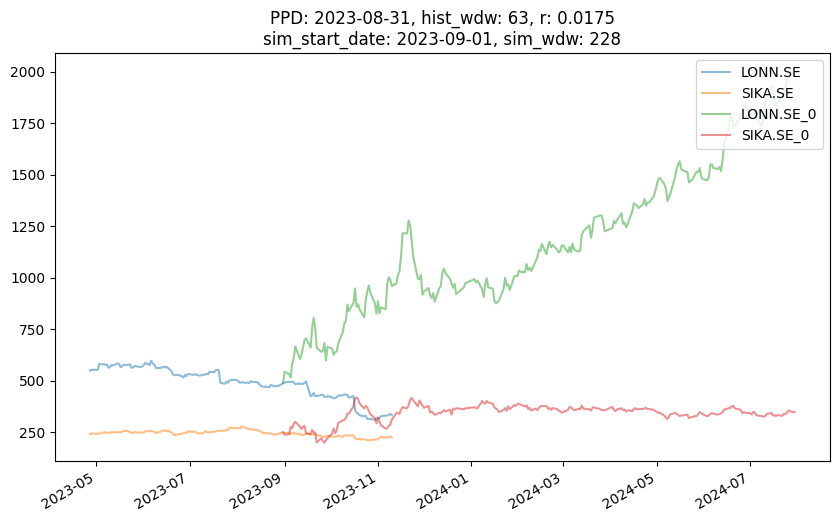 PPD: 2023-08-31, hist_wdw: 63, r: 0.0175
sim_start_date: 2023-09-01, sim_wdw: 228
LONN.SE
SIKA.SE
LONN.SE_0
SIKA.SE_0
2000
1750
1500
1250
1000
750
500
250
2023-05
2023-07
2023-09
2023-11
2024-01
2024-03
2024-05
2024-07